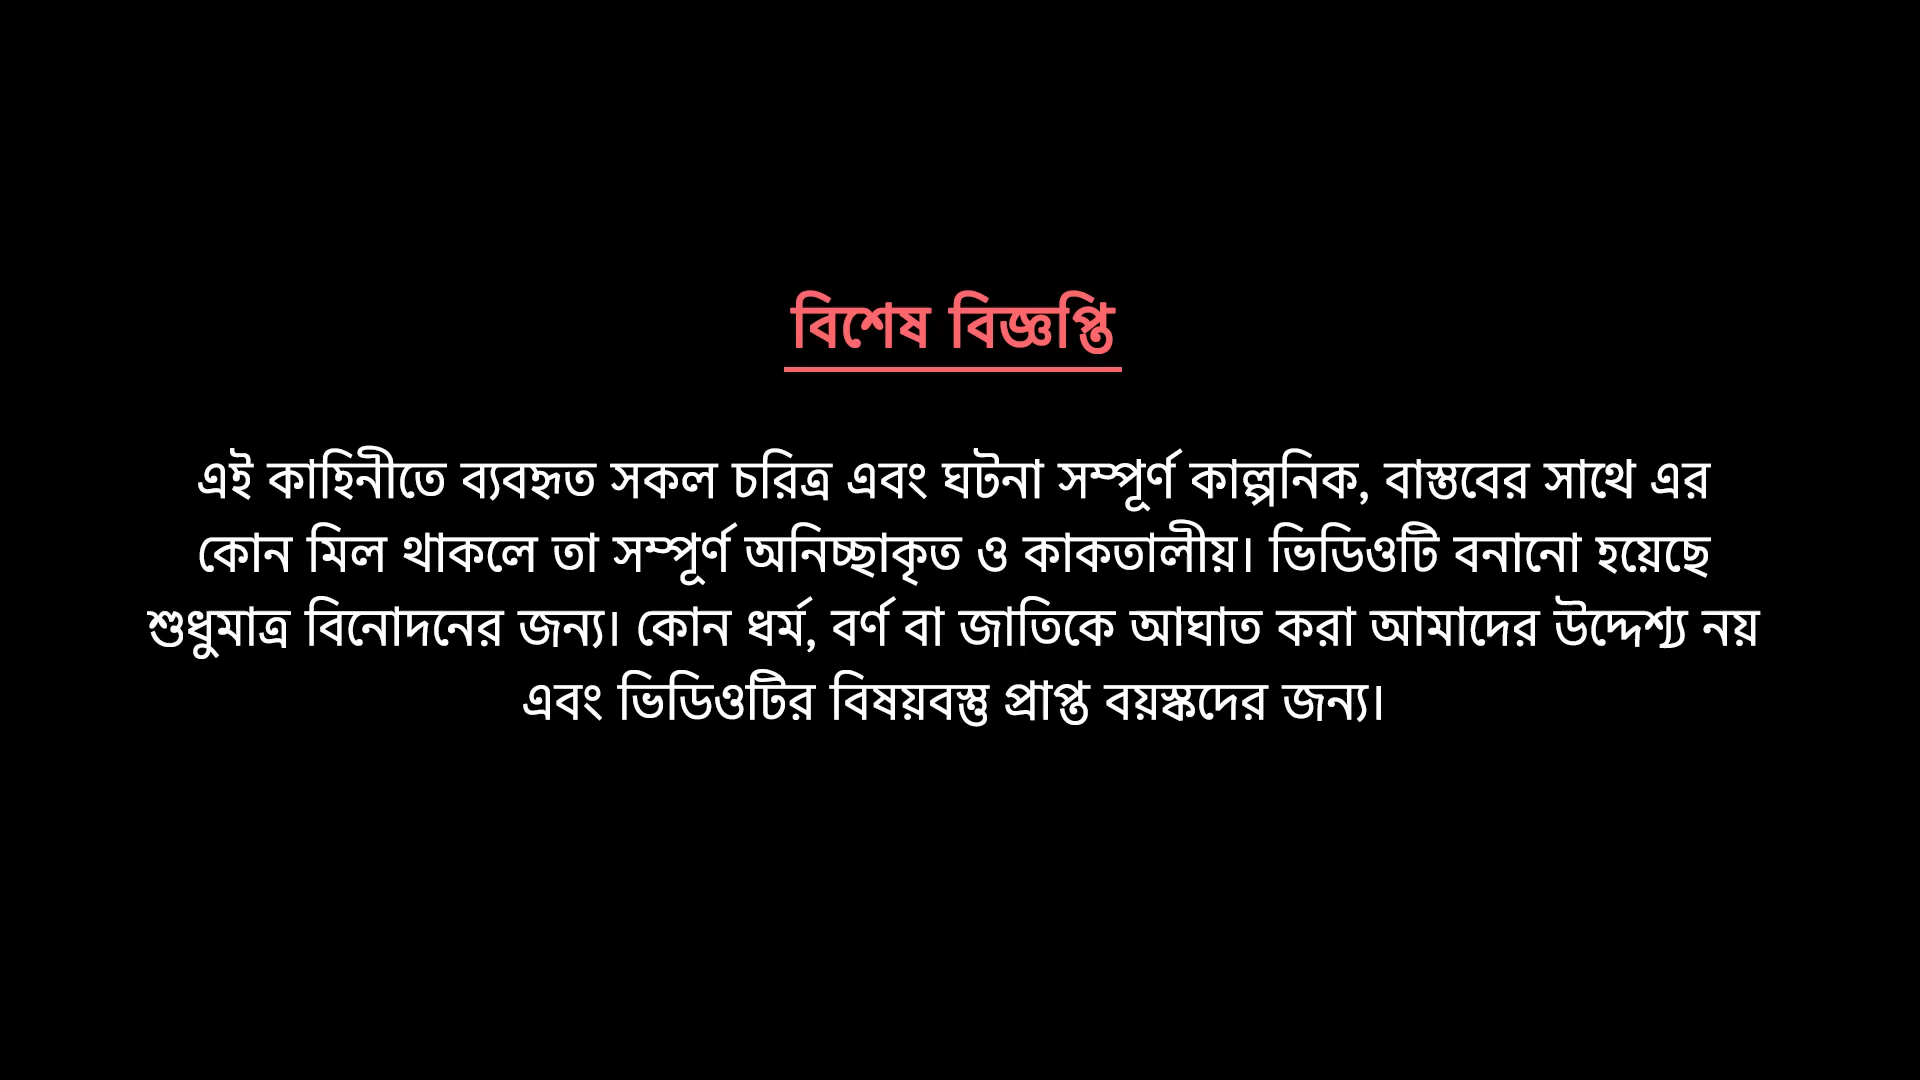 বিশেষ বিজ্ঞপ্তি
এই কাহিনীতে ব্যবহৃত সকল চরিত্র এবং ঘটনা সম্পূর্ণ কাল্পনিক, বাস্তবের সাথে এর
কোন মিল থাকলে তা সম্পূর্ণ অনিচ্ছাকৃত ও কাকতালীয়। ভিডিওটি বনানো হয়েছে
শুধুমাত্র বিনোদনের জন্য। কোন ধর্ম, বর্ণ বা জাতিকে আঘাত করা আমাদের উদ্দেশ্য নয়
এবং ভিডিওটির বিষয়বস্তু প্রাপ্ত বয়স্কদের জন্য।